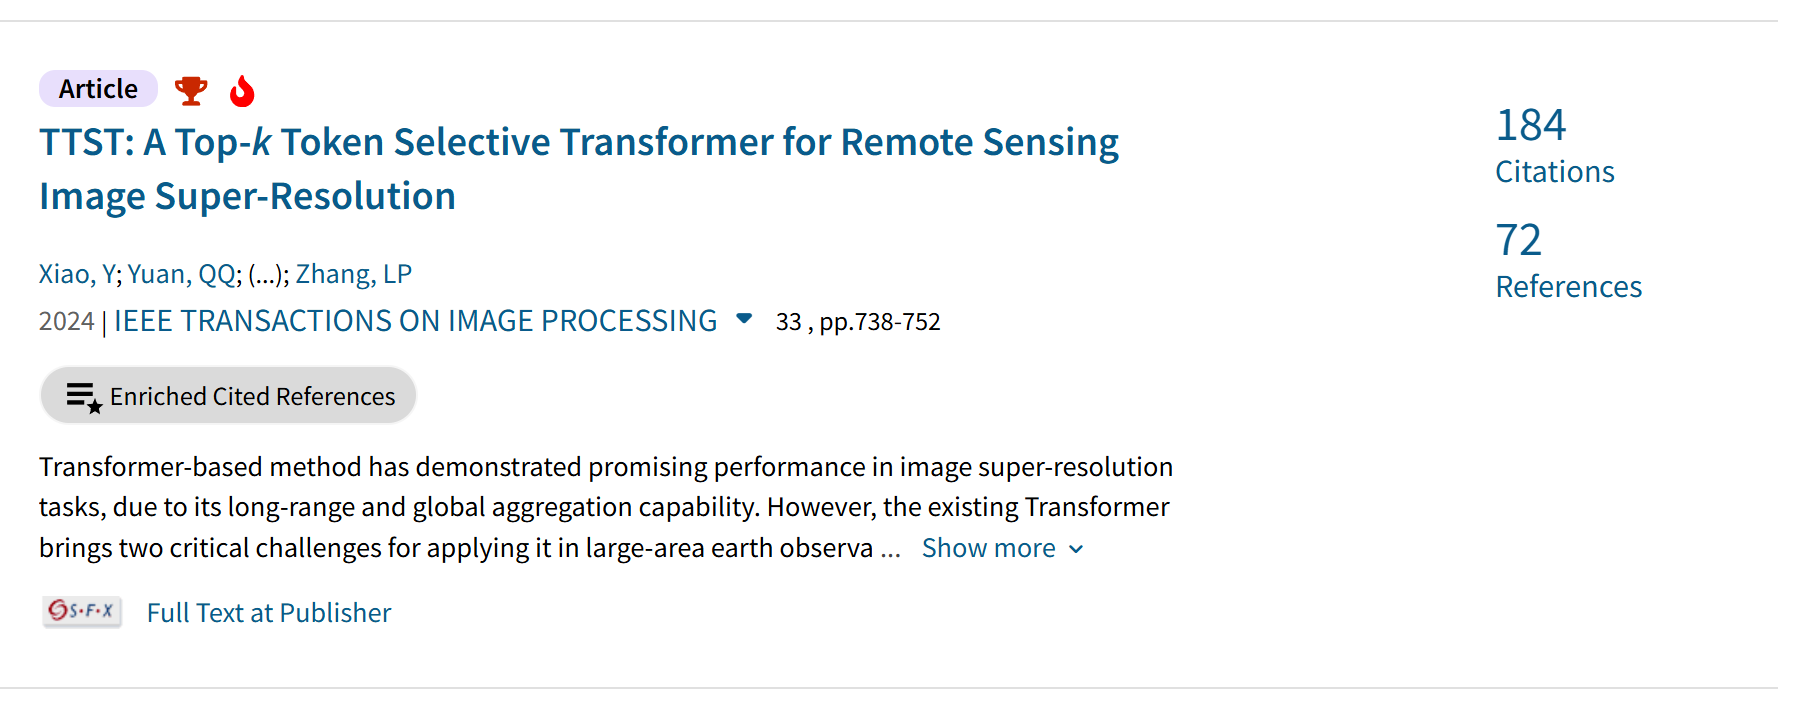 Article
TTST: A Top-k Token Selective Transformer for Remote Sensing
Image Super-Resolution
Xiao, Y; Yuan, QQ; (...); Zhang, LP
2024 | IEEE TRANSACTIONS ON IMAGE PROCESSING 33 , pp.738-752
Enriched Cited References
Transformer-based method has demonstrated promising performance in image super-resolution
tasks, due to its long-range and global aggregation capability. However, the existing Transformer
brings two critical challenges for applying it in large-area earth observa ... Show more
S·F·X Full Text at Publisher
184
Citations
72
References